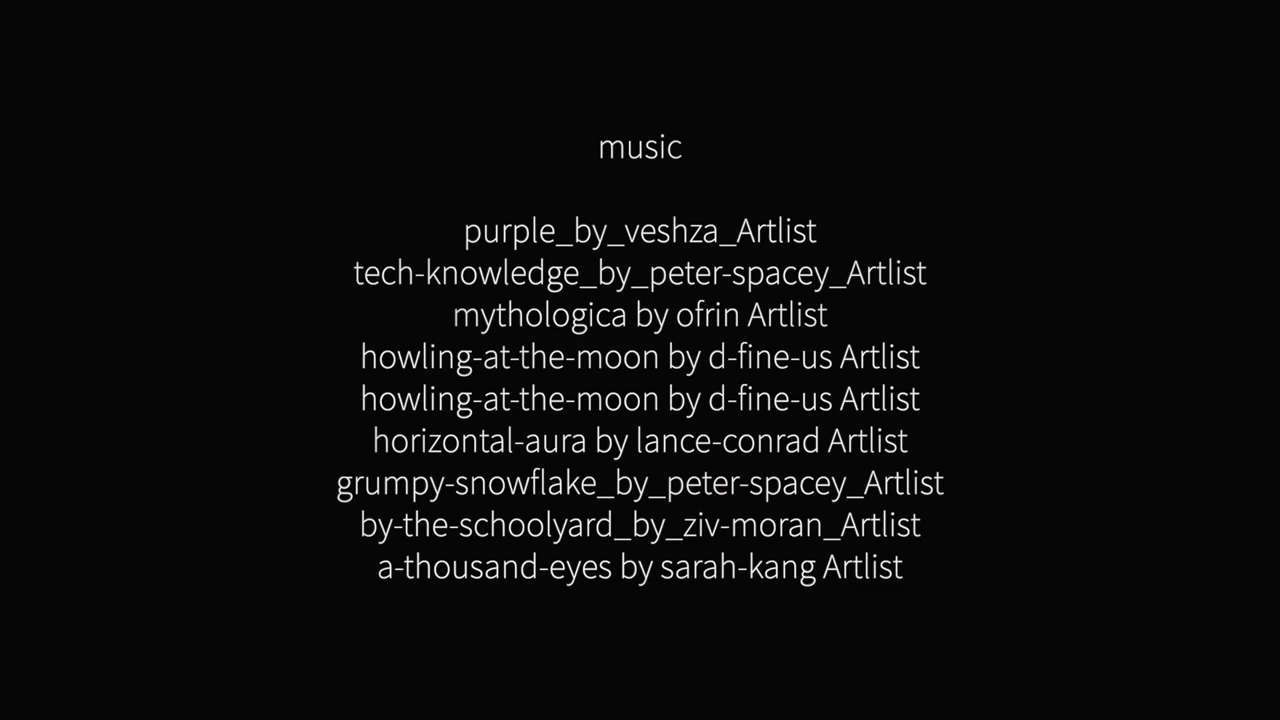 music
purple_by_veshza_Artlist
tech-knowledge_by_peter-spacey_Artlist
mythologica by ofrin Artlist
howling-at-the-moon by d-fine-us Artlist
howling-at-the-moon by d-fine-us Artlist
horizontal-aura by lance-conrad Artlist
grumpy-snowflake_by_peter-spacey_Artlist
by-the-schoolyard_by_ziv-moran_Artlist
a-thousand-eyes by sarah-kang Artlist